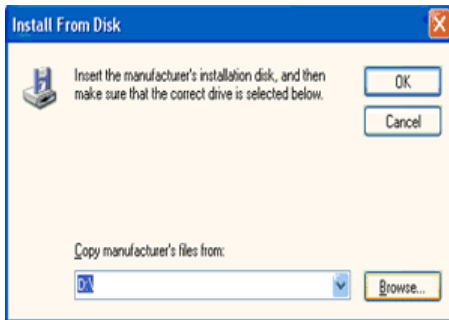 Install From Disk
Insert the manufacturer's installation disk, and then
make sure that the correct drive is selected below.
OK
Cancel
Copy manufacturer's files from:
D:\
Browse...